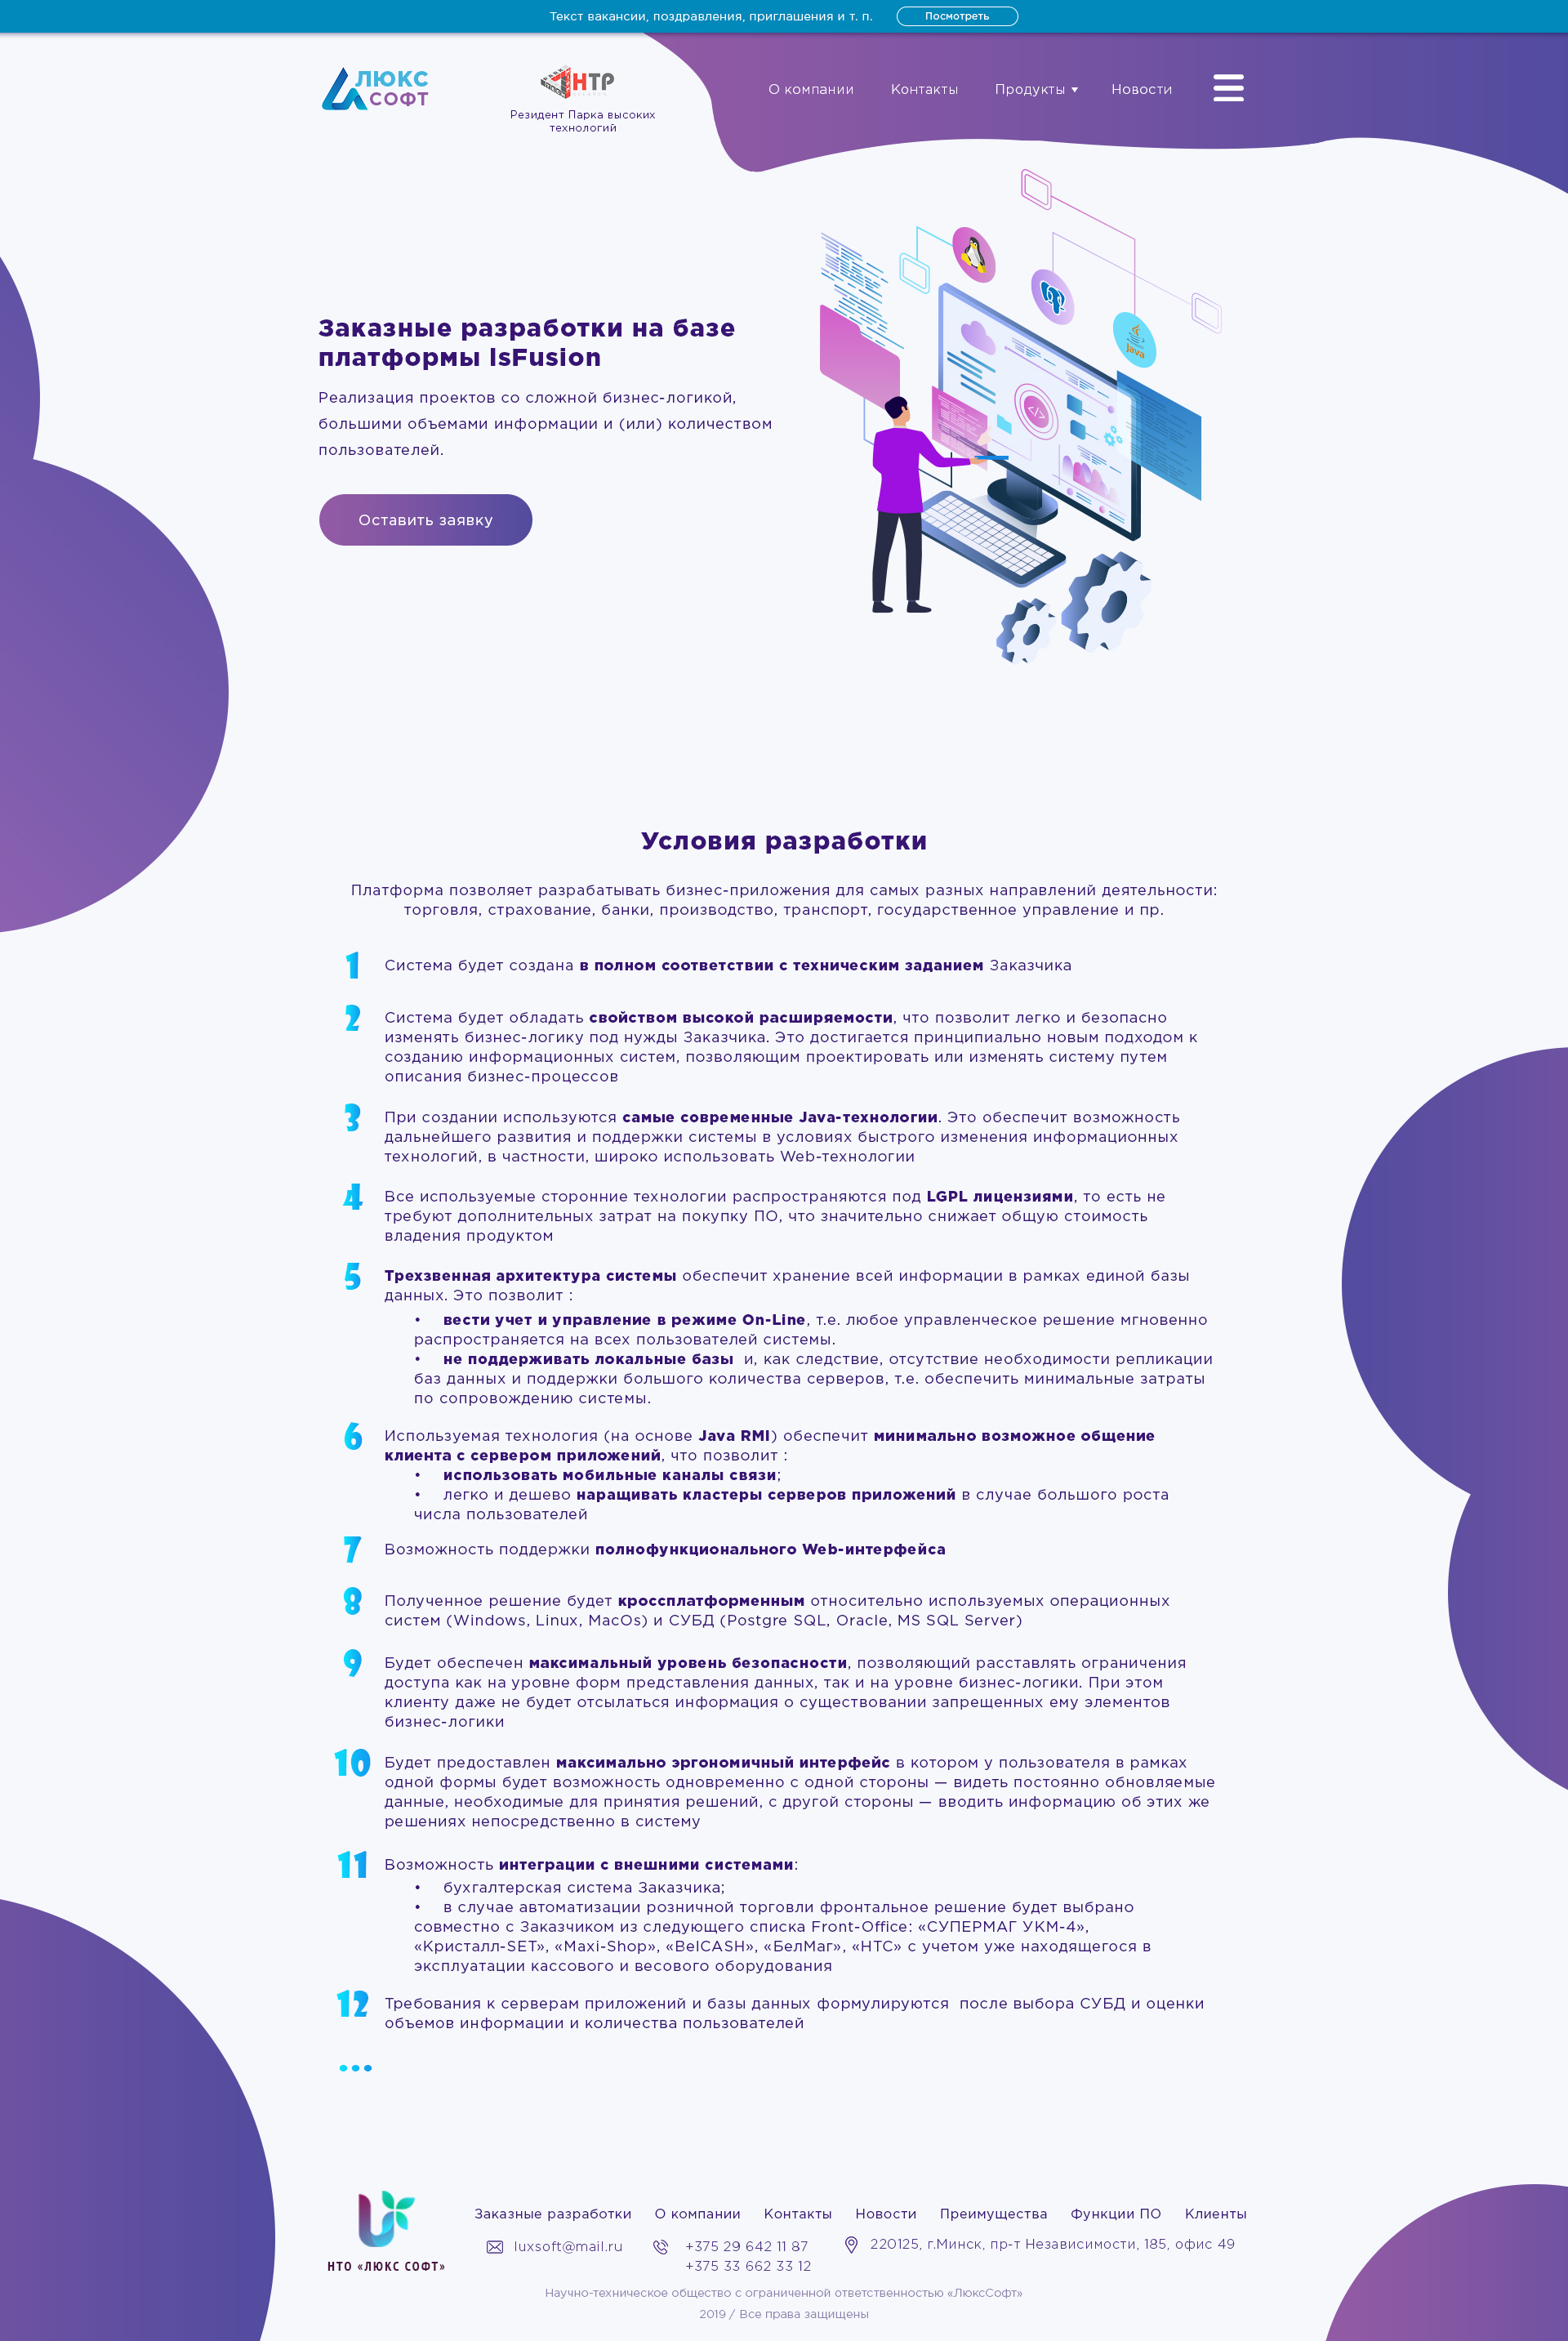 Текст вакансии, поздравления, приглашения и т. п.
Посмотреть
ЛЮКС
СОФТ
НТР
Резидент Парка высоких
технологий
О компании
Контакты
Продукты
Новости
Java
Заказные разработки на базе
платформы lsFusion
Реализация проектов со сложной бизнес-логикой,
большими объемами информации и (или) количеством
пользователей.
Оставить заявку
Условия разработки
Платформа позволяет разрабатывать бизнес-приложения для самых разных направлений деятельности:
торговля, страхование, банки, производство, транспорт, государственное управление и пр.
1 Система будет создана в полном соответствии с техническим заданием Заказчика
2 Система будет обладать свойством высокой расширяемости, что позволит легко и безопасно
изменять бизнес-логику под нужды Заказчика. Это достигается принципиально новым подходом к
созданию информационных систем, позволяющим проектировать или изменять систему путем
описания бизнес-процессов
3 При создании используются самые современные Java-технологии. Это обеспечит возможность
дальнейшего развития и поддержки системы в условиях быстрого изменения информационных
технологий, в частности, широко использовать Web-технологии
4 Все используемые сторонние технологии распространяются под LGPL лицензиями, то есть не
требуют дополнительных затрат на покупку ПО, что значительно снижает общую стоимость
владения продуктом
5 Трехзвенная архитектура системы обеспечит хранение всей информации в рамках единой базы
данных. Это позволит :
• вести учет и управление в режиме On-Line, т.е. любое управленческое решение мгновенно
распространяется на всех пользователей системы.
• не поддерживать локальные базы  и, как следствие, отсутствие необходимости репликации
баз данных и поддержки большого количества серверов, т.е. обеспечить минимальные затраты
по сопровождению системы.
6 Используемая технология (на основе Java RMI) обеспечит минимально возможное общение
клиента с сервером приложений, что позволит :
• использовать мобильные каналы связи;
• легко и дешево наращивать кластеры серверов приложений в случае большого роста
числа пользователей
7 Возможность поддержки полнофункционального Web-интерфейса
8 Полученное решение будет кроссплатформенным относительно используемых операционных
систем (Windows, Linux, MacOs) и СУБД (Postgre SQL, Oracle, MS SQL Server)
9 Будет обеспечен максимальный уровень безопасности, позволяющий расставлять ограничения
доступа как на уровне форм представления данных, так и на уровне бизнес-логики. При этом
клиенту даже не будет отсылаться информация о существовании запрещенных ему элементов
бизнес-логики
10 Будет предоставлен максимально эргономичный интерфейс в котором у пользователя в рамках
одной формы будет возможность одновременно с одной стороны — видеть постоянно обновляемые
данные, необходимые для принятия решений, с другой стороны — вводить информацию об этих же
решениях непосредственно в систему
11 Возможность интеграции с внешними системами:
• бухгалтерская система Заказчика;
• в случае автоматизации розничной торговли фронтальное решение будет выбрано
совместно с Заказчиком из следующего списка Front-Office: «СУПЕРМАГ УКМ-4»,
«Кристалл-SET», «Maxi-Shop», «BelCASH», «БелМаг», «НТС» с учетом уже находящегося в
эксплуатации кассового и весового оборудования
12 Требования к серверам приложений и базы данных формулируются  после выбора СУБД и оценки
объемов информации и количества пользователей
...
НТО «ЛЮКС СОФТ»
Заказные разработки
О компании
Контакты
Новости
Преимущества
Функции ПО
Клиенты
luxsoft@mail.ru
+375 29 642 11 87
+375 33 662 33 12
220125, г.Минск, пр-т Независимости, 185, офис 49
Научно-техническое общество с ограниченной ответственностью «ЛюксСофт»
2019 / Все права защищены